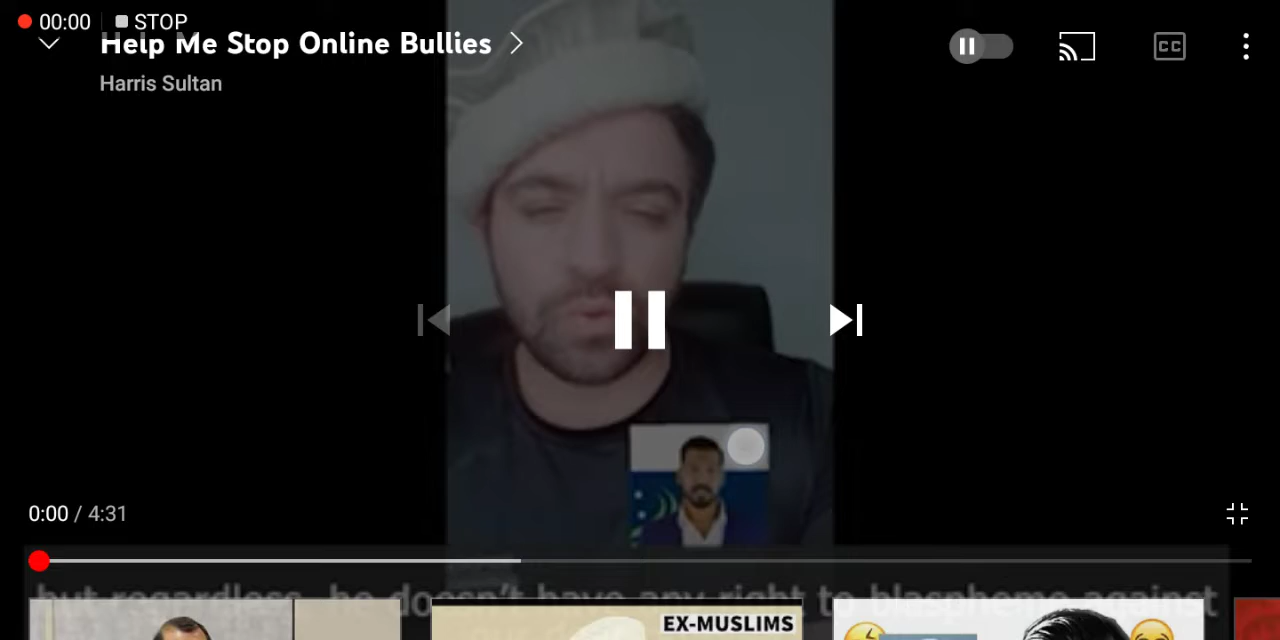 00:00 STOP
Help Me Stop Online Bullies
Harris Sultan
CC
0:00 / 4:31
but regardless, he doesn't have any right to blaspheme against
EX-MUSLIMS